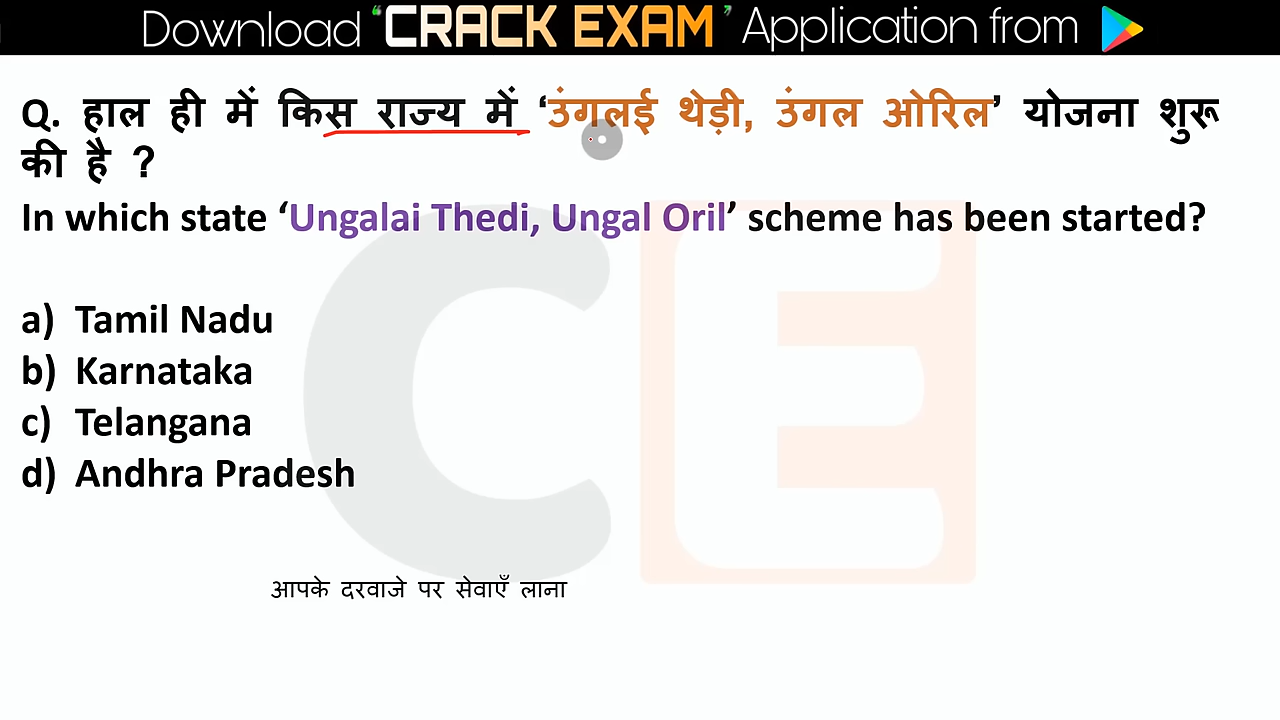 Download “CRACK EXAM” Application from
Q. हाल ही में किस राज्य में ‘उंगलई थेड़ी, उंगल ओरिल’ योजना शुरू
की है ?
In which state ‘Ungalai Thedi, Ungal Oril’ scheme has been started?
a) Tamil Nadu
b) Karnataka
c) Telangana
d) Andhra Pradesh
आपके दरवाजे पर सेवाएँ लाना
CE